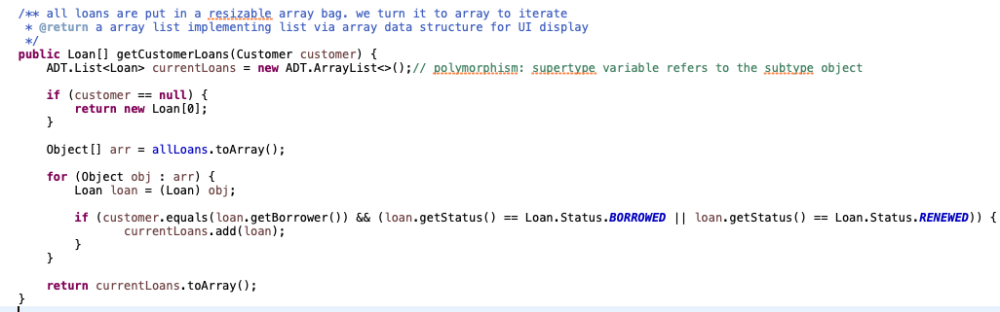 /** all loans are put in a resizable array bag. we turn it to array to iterate
 * @return a array list implementing list via array data structure for UI display
 */
public Loan[] getCustomerLoans(Customer customer) {
    ADT.List<Loan> currentLoans = new ADT.ArrayList<>();// polymorphism: supertype variable refers to the subtype object
    if (customer == null) {
        return new Loan[0];
    }
    Object[] arr = allLoans.toArray();
    for (Object obj : arr) {
        Loan loan = (Loan) obj;
        if (customer.equals(loan.getBorrower()) && (loan.getStatus() == Loan.Status.BORROWED || loan.getStatus() == Loan.Status.RENEWED)) {
            currentLoans.add(loan);
        }
    }
    return currentLoans.toArray();
}